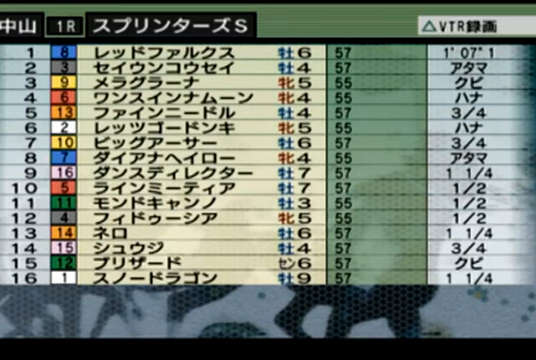 中山 1R スプリンターズS △VTR録画
1 8 レッドファルクス 牡6 57 1'07"1
2 3 セイウンコウセイ 牡4 57 アタマ
3 9 メラグラーナ 牝5 55 クビ
4 6 ワンスインナムーン 牝4 55 ハナ
5 13 ファインニードル 牡4 57 3/4
6 2 レッツゴードンキ 牝5 55 ハナ
7 10 ビッグアーサー 牡6 57 3/4
8 7 ダイアナヘイロー 牝4 55 アタマ
9 16 ダンスディレクター 牡7 57 1 1/4
10 5 ラインミーティア 牡7 57 1/2
11 11 モンドキャンノ 牡3 55 1/2
12 4 フィドゥーシア 牝5 55 1/2
13 14 ネロ 牡6 57 1 1/4
14 15 シュウジ 牡4 57 3/4
15 12 ブリザード セン6 57 クビ
16 1 スノードラゴン 牡9 57 1 1/4